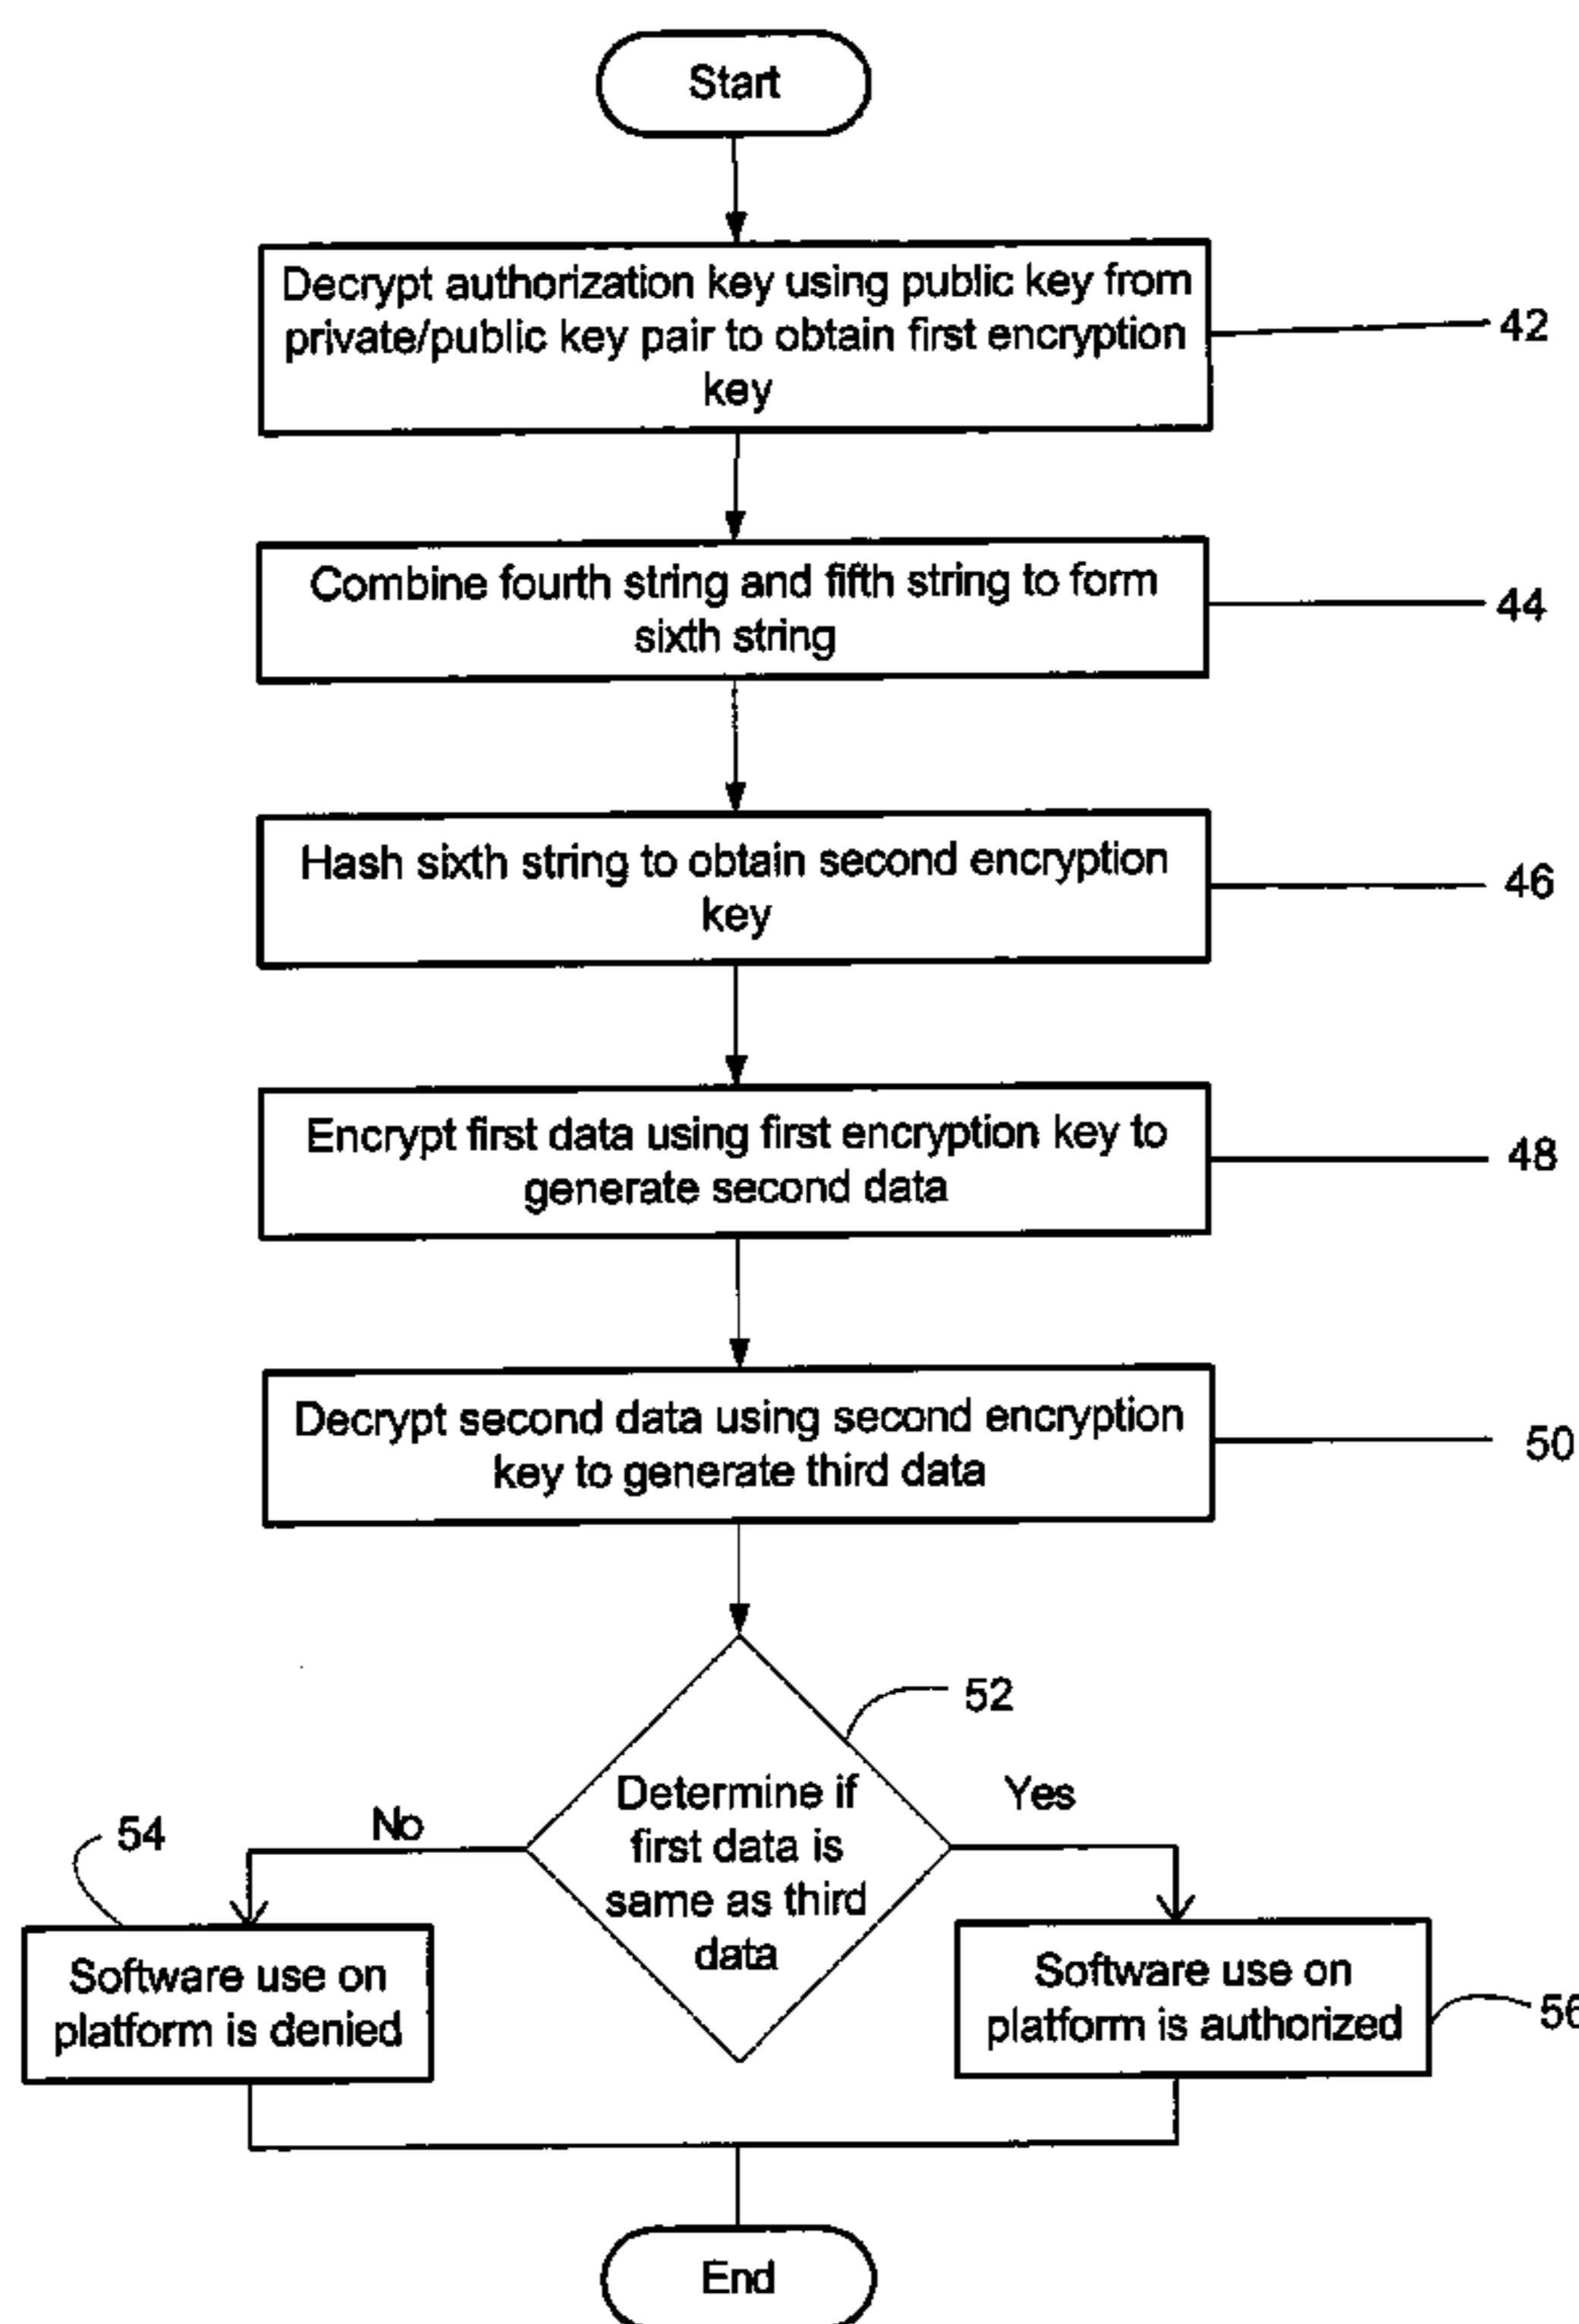 Start
Decrypt authorization key using public key from
private/public key pair to obtain first encryption
key
42
Combine fourth string and fifth string to form
sixth string
44
Hash sixth string to obtain second encryption
key
46
Encrypt first data using first encryption key to
generate second data
48
Decrypt second data using second encryption
key to generate third data
50
52
Determine if
first data is
same as third
data
No
Yes
54
Software use on
platform is denied
Software use on
platform is authorized
56
End